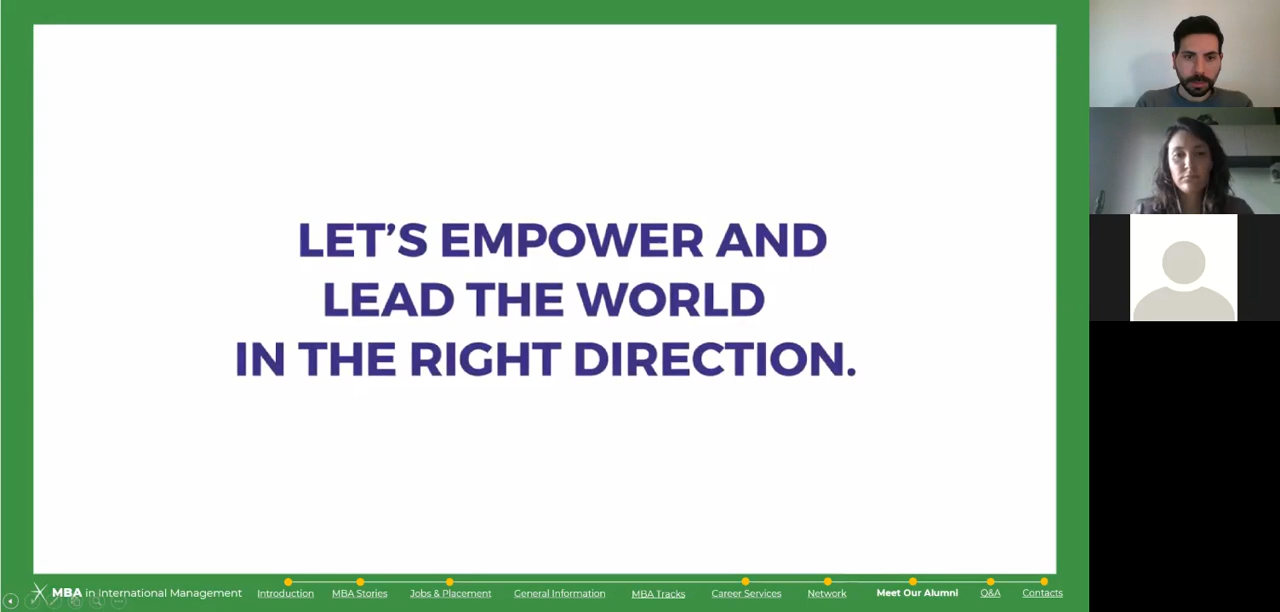 LET’S EMPOWER AND
LEAD THE WORLD
IN THE RIGHT DIRECTION.
MBA in International Management
Introduction
MBA Stories
Jobs & Placement
General Information
MBA Tracks
Career Services
Network
Meet Our Alumni
Q&A
Contacts